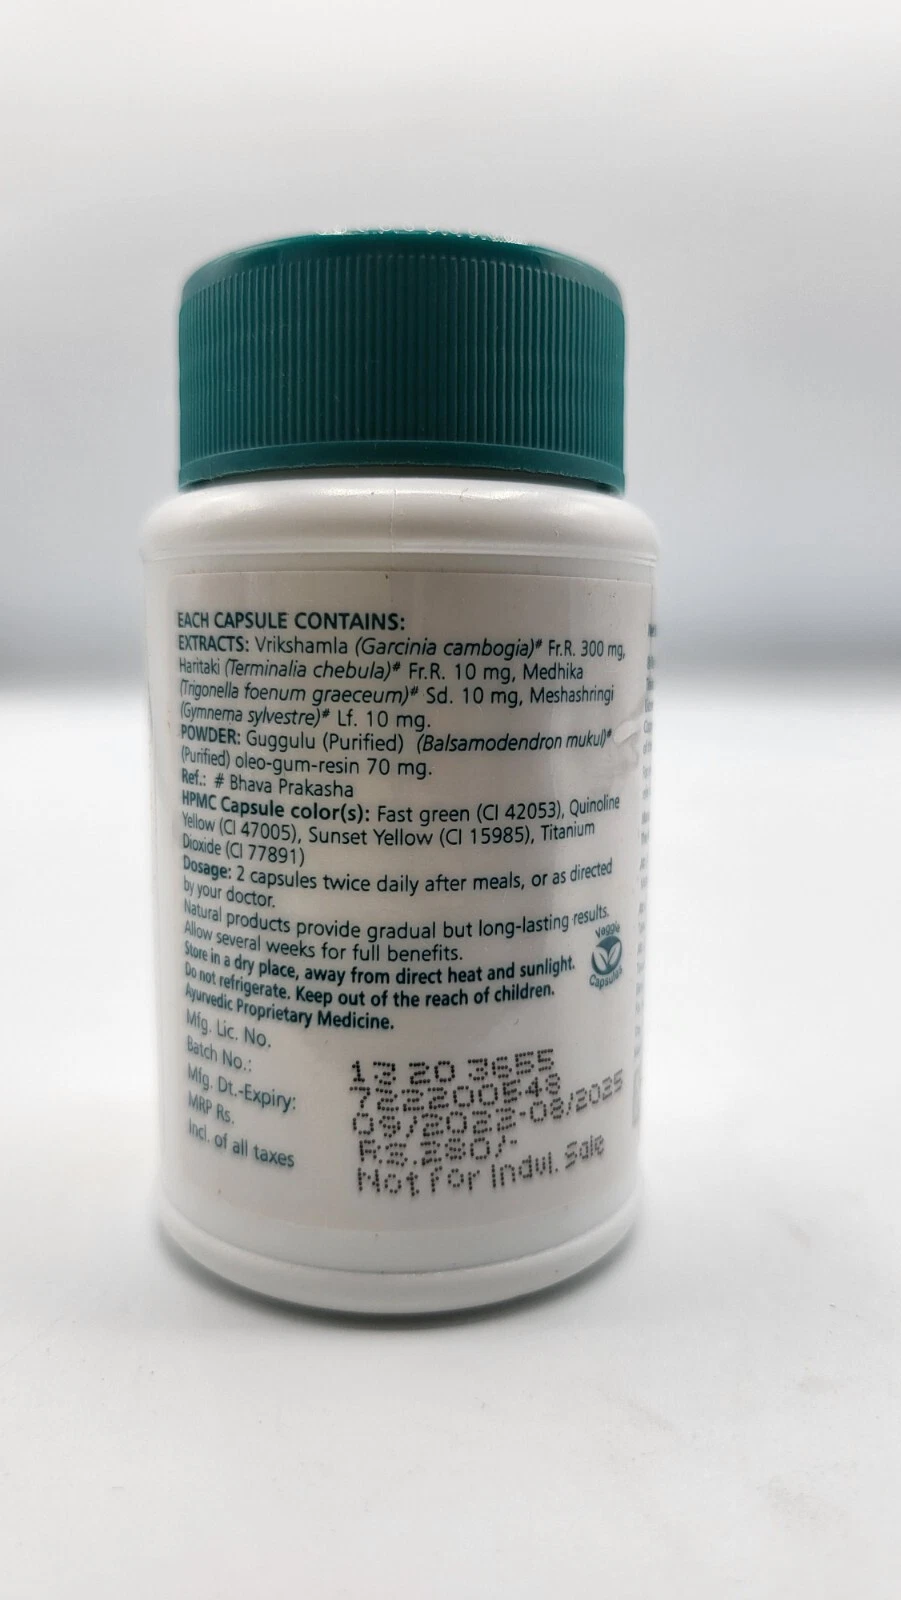 EACH CAPSULE CONTAINS:
EXTRACTS: Vrikshamla (Garcinia cambogia)# Fr.R. 300 mg,
Haritaki (Terminalia chebula)# Fr.R. 10 mg, Medhika
(Trigonella foenum graeceum)# Sd. 10 mg, Meshashringi
(Gymnema sylvestre)# Lf. 10 mg.
POWDER: Guggulu (Purified) (Balsamodendron mukul)#
(Purified) oleo-gum-resin 70 mg.
Ref.: # Bhava Prakasha
HPMC Capsule color(s): Fast green (CI 42053), Quinoline
Yellow (CI 47005), Sunset Yellow (CI 15985), Titanium
Dioxide (CI 77891)
Dosage: 2 capsules twice daily after meals, or as directed
by your doctor.
Natural products provide gradual but long-lasting results.
Allow several weeks for full benefits.
Store in a dry place, away from direct heat and sunlight.
Do not refrigerate. Keep out of the reach of children.
Ayurvedic Proprietary Medicine.
Veggie
Capsules
Mfg. Lic. No. 13 20 3655
Batch No.: 722200548
Mfg. Dt.-Expiry: 09/2022-08/2025
MRP Rs. Rs.280/-
Incl. of all taxes Not for Indvl. Sale